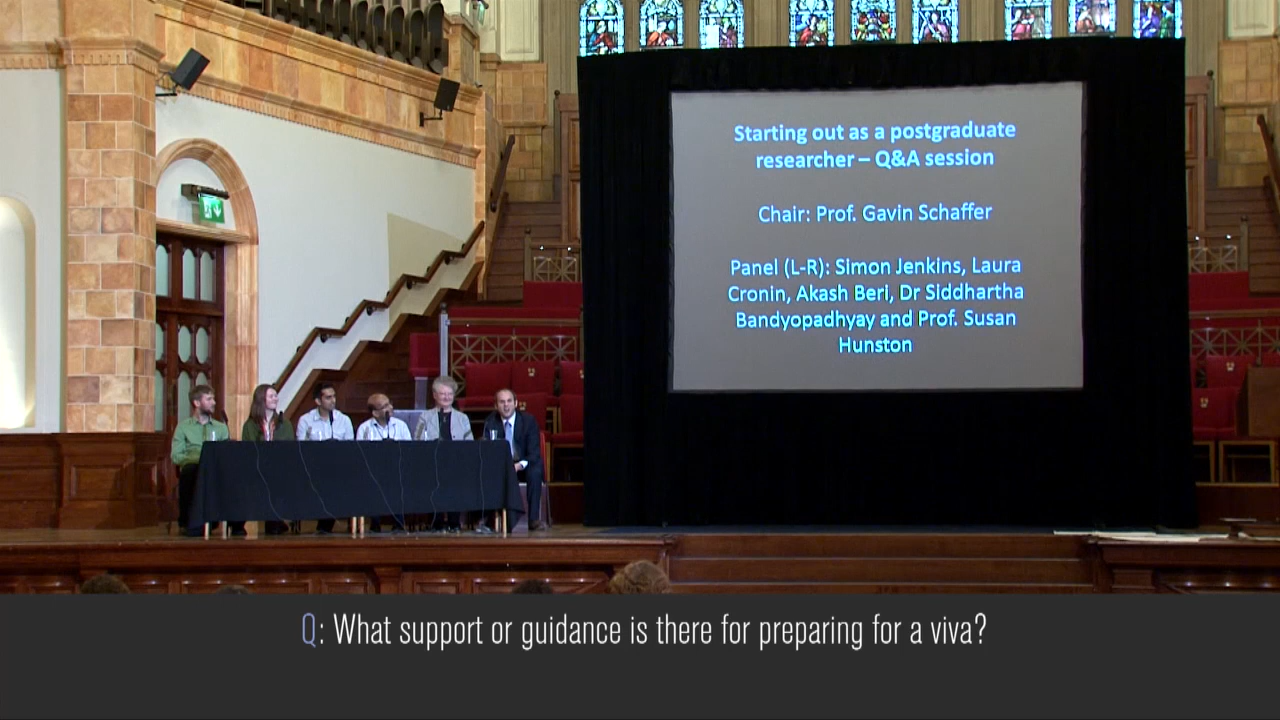 Starting out as a postgraduate
researcher – Q&A session
Chair: Prof. Gavin Schaffer
Panel (L-R): Simon Jenkins, Laura
Cronin, Akash Beri, Dr Siddhartha
Bandyopadhyay and Prof. Susan
Hunston
Q: What support or guidance is there for preparing for a viva?